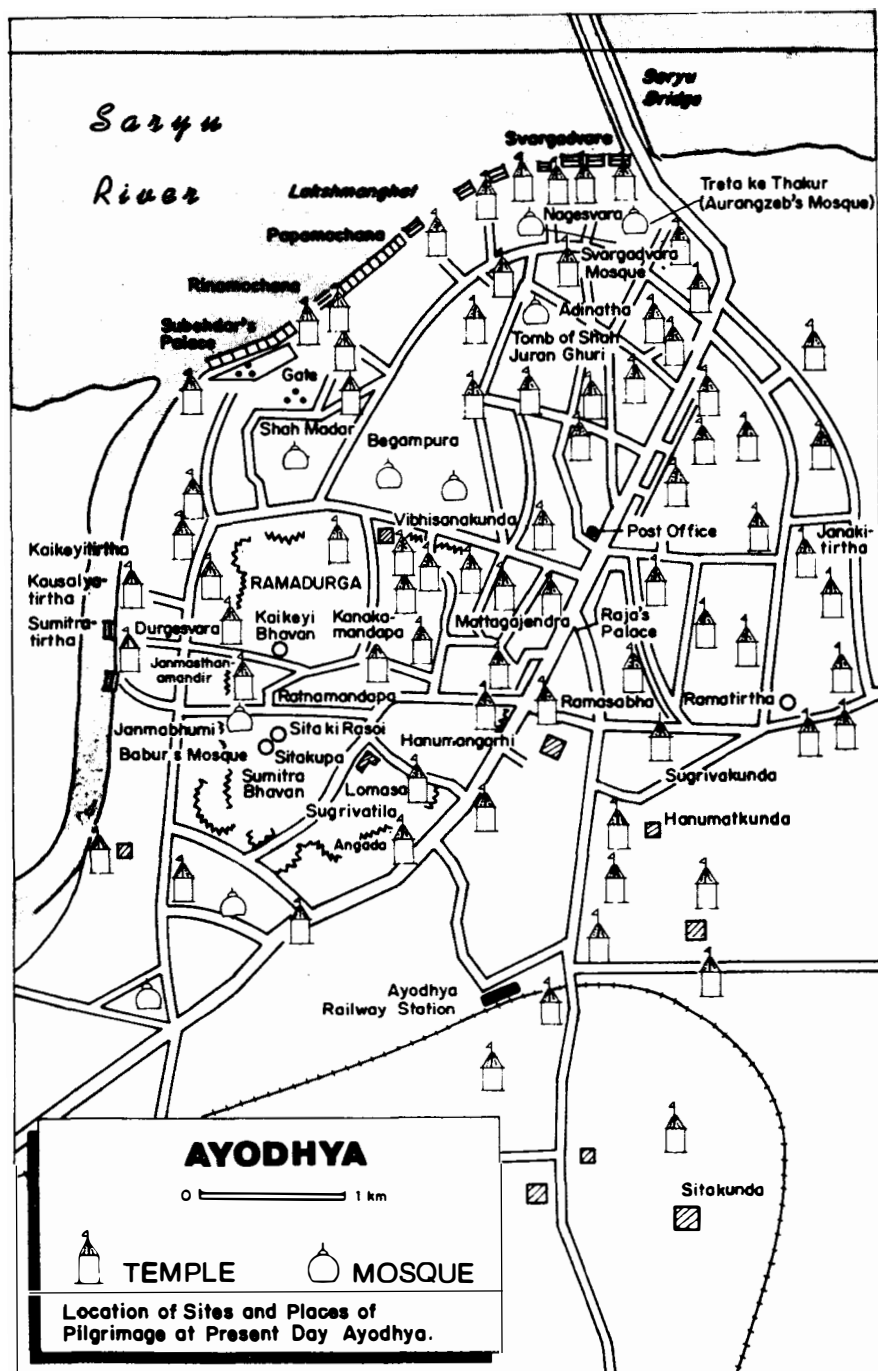 Saryu
Bridge
Saryu
River
Svargadvara
Lakshmanghat
Treta ke Thakur
(Aurangzeb's Mosque)
Nagesvara
Papamochana
Svargadvara
Mosque
Rinamochana
Adinatha
Subehdar's
Palace
Tomb of Shah
Juran Ghuri
Gate
Shah Madar
Begampura
Vibhisanakunda
Post Office
Janaki-
tirtha
Kaikeyitirtha
RAMADURGA
Kausalya-
tirtha
Kaikeyi
Bhavan
Kanaka-
mandapa
Mattagajendra
Raja's
Palace
Sumitra-
tirtha
Durgesvara
Janmasthan-
amandir
Ratnamandapa
Ramasabha
Ramatirtha
Janmabhumi
Babur's Mosque
Sita ki Rasoi
Sitakupa
Hanumangarhi
Sumitra
Bhavan
Lomasa
Sugrivakunda
Sugrivatila
Hanumatkunda
Angada
Ayodhya
Railway Station
Sitakunda
AYODHYA
0 1 km
TEMPLE MOSQUE
Location of Sites and Places of
Pilgrimage at Present Day Ayodhya.